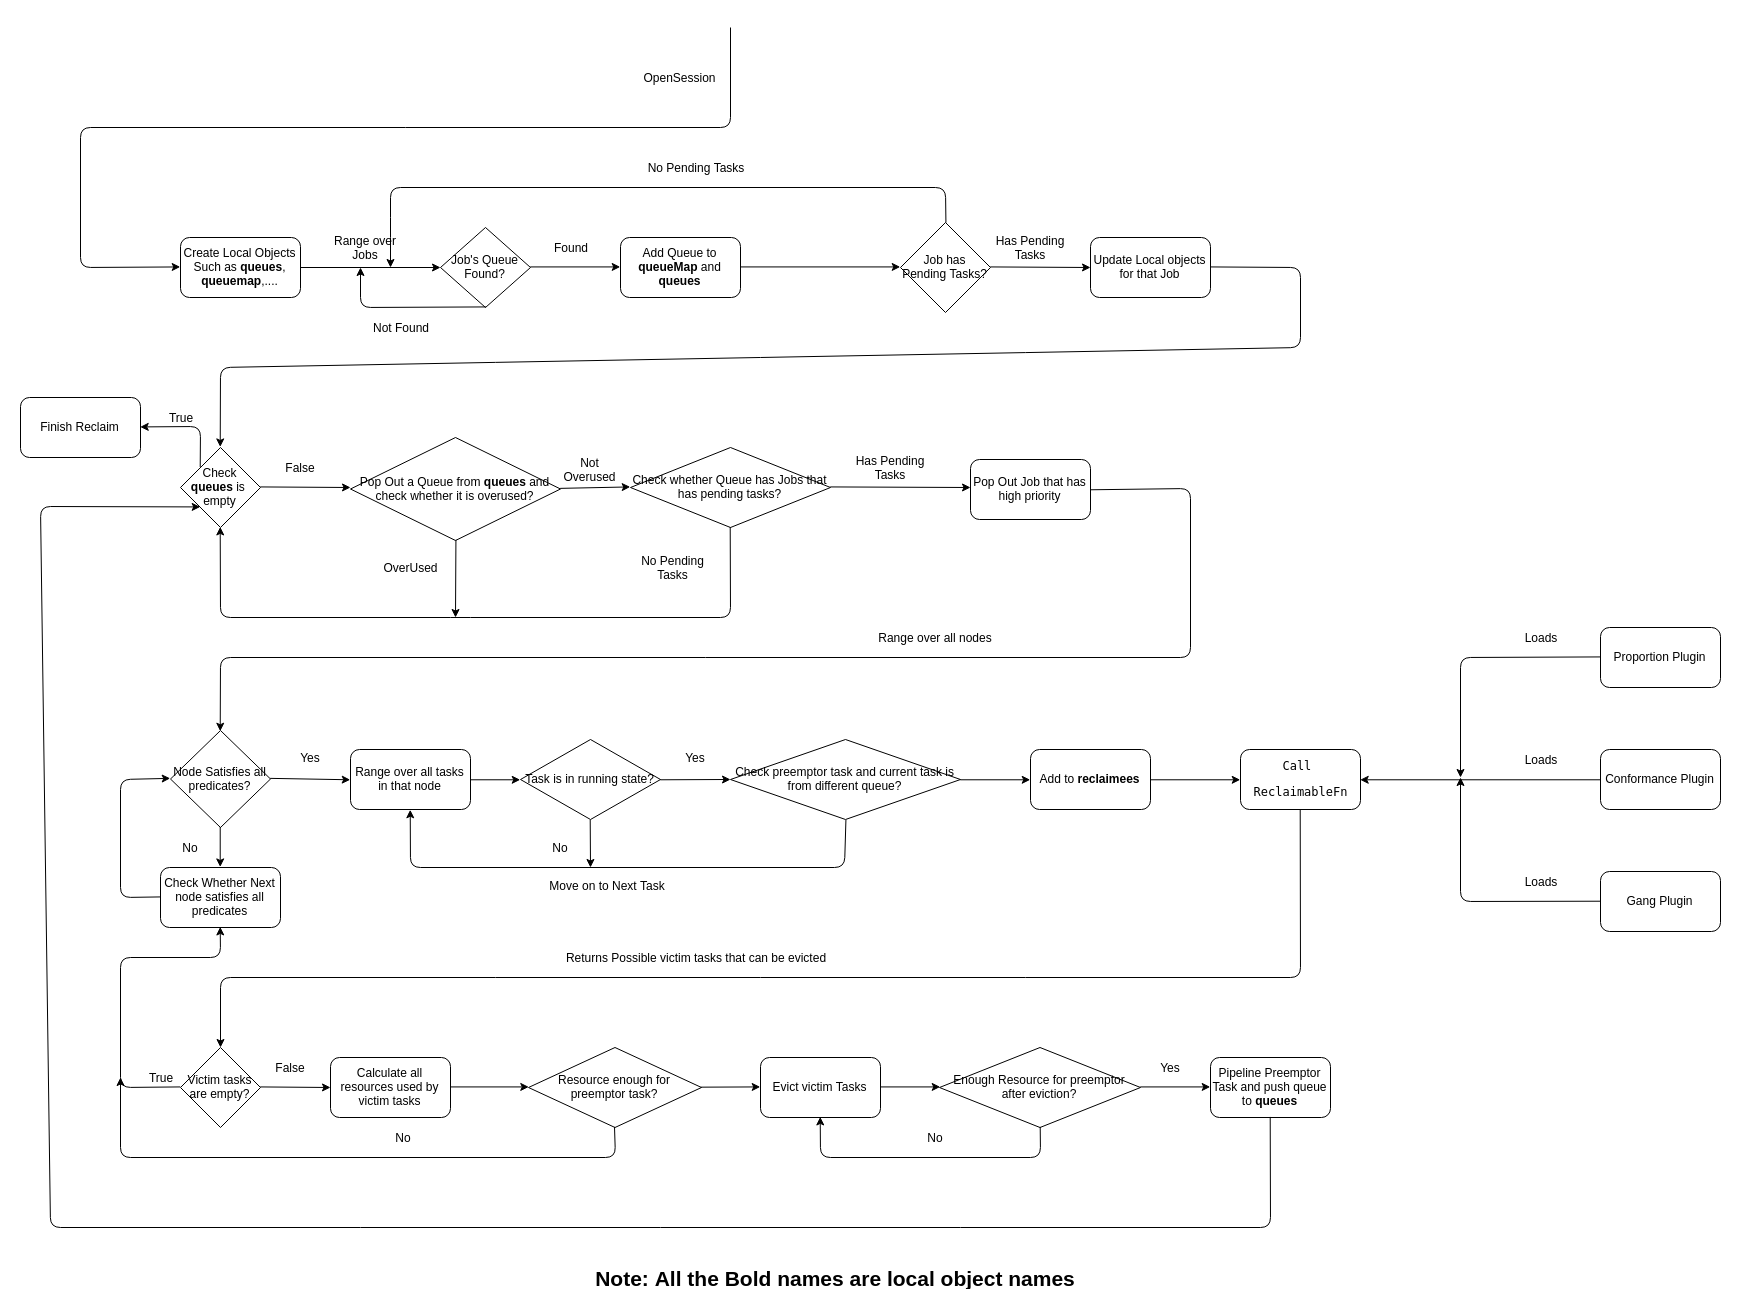 OpenSession
No Pending Tasks
Create Local Objects
Such as queues,
queuemap,....
Range over
Jobs
Job's Queue
Found?
Found
Not Found
Add Queue to
queueMap and
queues
Job has
Pending Tasks?
Has Pending
Tasks
Update Local objects
for that Job
Finish Reclaim
True
Check
queues is
empty
False
Pop Out a Queue from queues and
check whether it is overused?
Not
Overused
OverUsed
Check whether Queue has Jobs that
has pending tasks?
No Pending
Tasks
Has Pending
Tasks
Pop Out Job that has
high priority
Range over all nodes
Node Satisfies all
predicates?
Yes
No
Check Whether Next
node satisfies all
predicates
Range over all tasks
in that node
Task is in running state?
Yes
No
Move on to Next Task
Check preemptor task and current task is
from different queue?
Add to reclaimees
Call
ReclaimableFn
Loads
Proportion Plugin
Loads
Conformance Plugin
Loads
Gang Plugin
Returns Possible victim tasks that can be evicted
True
Victim tasks
are empty?
False
Calculate all
resources used by
victim tasks
Resource enough for
preemptor task?
No
Evict victim Tasks
Enough Resource for preemptor
after eviction?
No
Yes
Pipeline Preemptor
Task and push queue
to queues
Note: All the Bold names are local object names